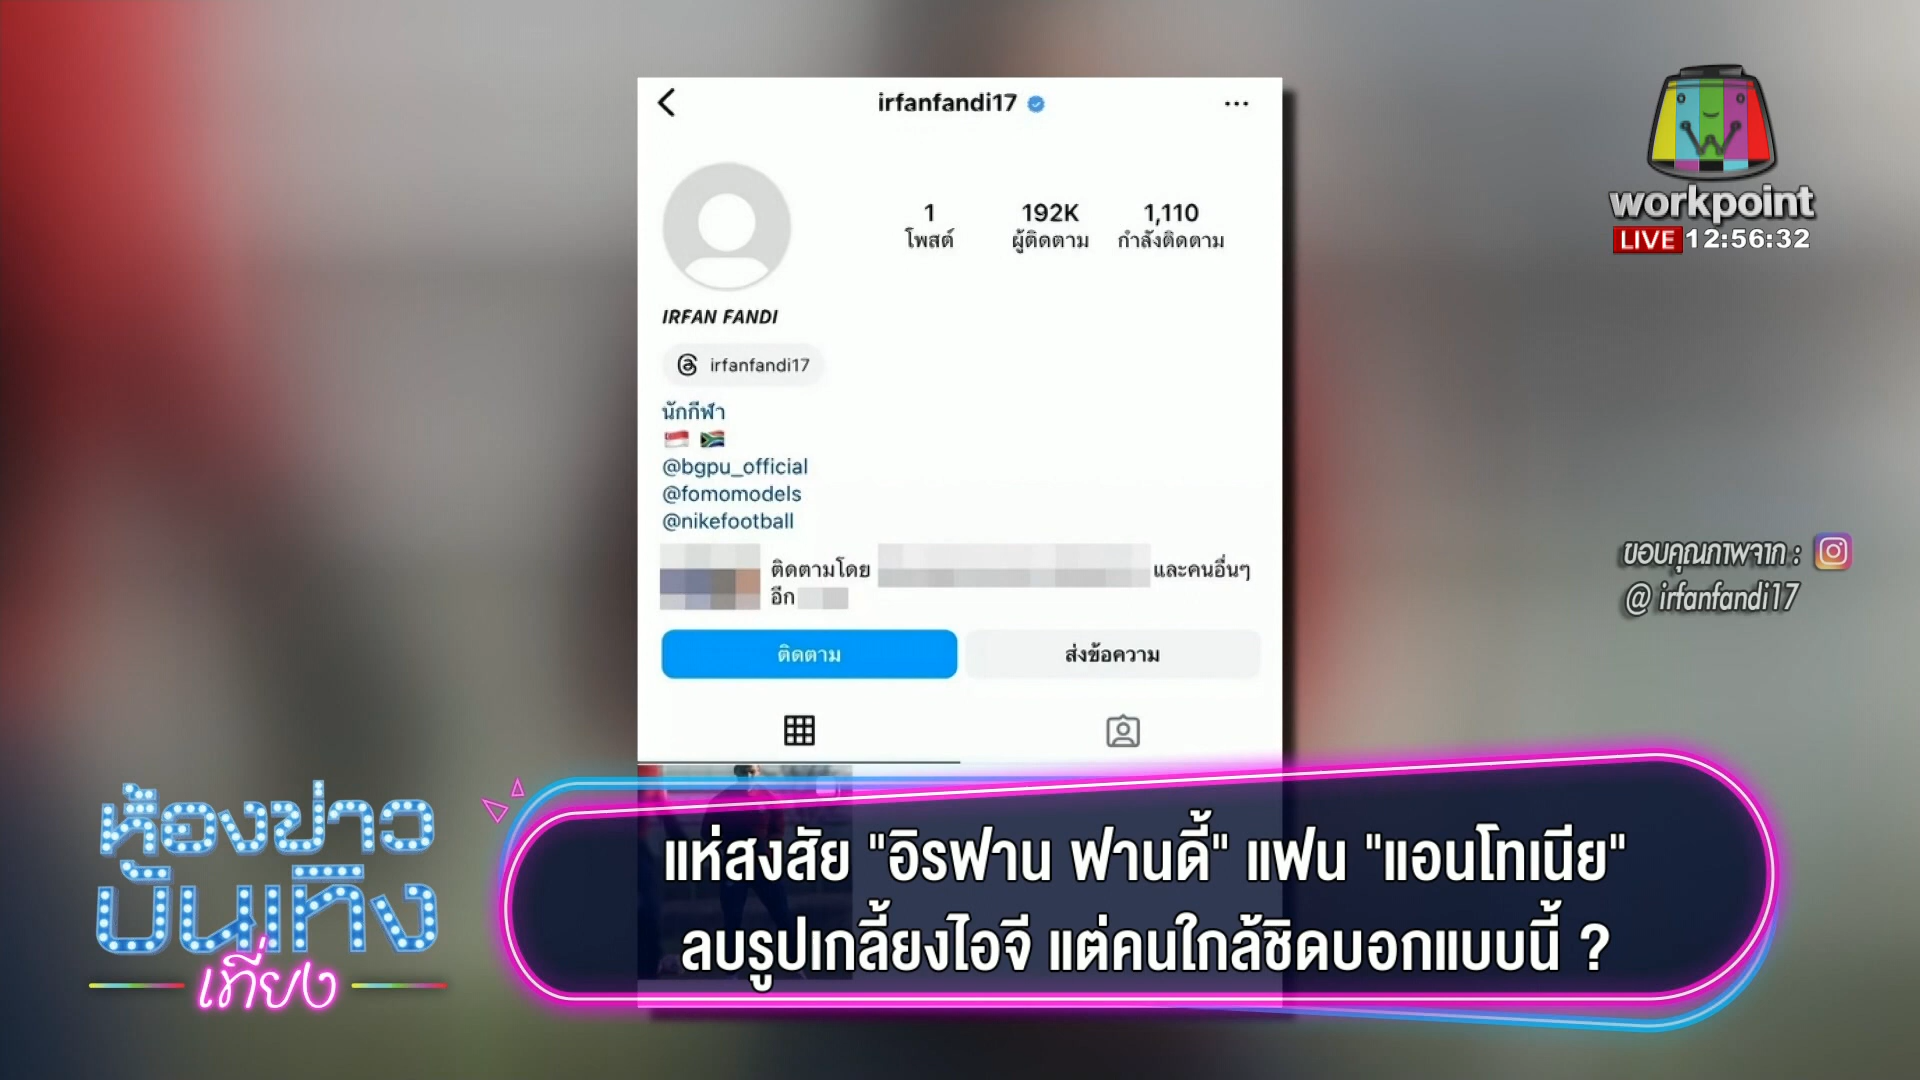 irfanfandi17
workpoint
LIVE 12:56:32
1 192K 1,110
โพสต์ ผู้ติดตาม กำลังติดตาม
IRFAN FANDI
irfanfandi17
นักกีฬา
@bgpu_official
@fomomodels
@nikefootball
ติดตามโดย และคนอื่นๆ
อีก
ขอบคุณภาพจาก :
@ irfanfandi17
ติดตาม ส่งข้อความ
ห้องข่าว
บันเทิง
เที่ยง
แห่สงสัย "อิรฟาน ฟานดี้" แฟน "แอนโทเนีย"
ลบรูปเกลี้ยงไอจี แต่คนใกล้ชิดบอกแบบนี้ ?